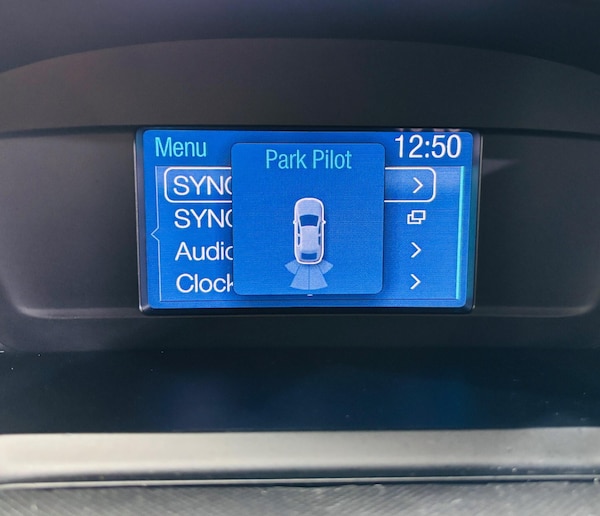 Menu
Park Pilot
12:50
SYNC
SYNC
Audio
Clock